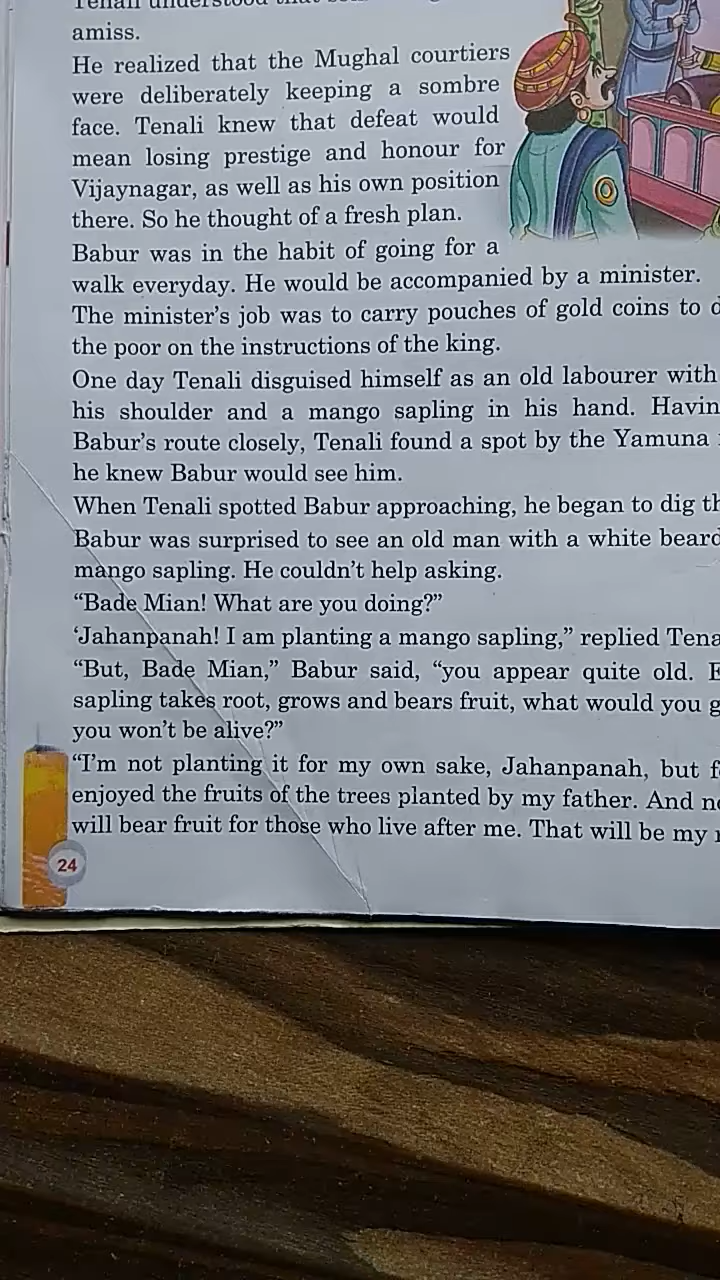 amiss.
He realized that the Mughal courtiers
were deliberately keeping a sombre
face. Tenali knew that defeat would
mean losing prestige and honour for
Vijaynagar, as well as his own position
there. So he thought of a fresh plan.
Babur was in the habit of going for a
walk everyday. He would be accompanied by a minister.
The minister's job was to carry pouches of gold coins to
the poor on the instructions of the king.
One day Tenali disguised himself as an old labourer with
his shoulder and a mango sapling in his hand.
Babur's route closely, Tenali found a spot by the Yamuna
he knew Babur would see him.
When Tenali spotted Babur approaching, he began to dig
Babur was surprised to see an old man with a white beard
mango sapling. He couldn't help asking.
“Bade Mian! What are you doing?”
‘Jahanpanah! I am planting a mango sapling,” replied
“But, Bade Mian,” Babur said, “you appear quite old.
sapling takes root, grows and bears fruit, what would you
you won't be alive?”
“I'm not planting it for my own sake, Jahanpanah, but
enjoyed the fruits of the trees planted by my father. And
will bear fruit for those who live after me. That will be my
24